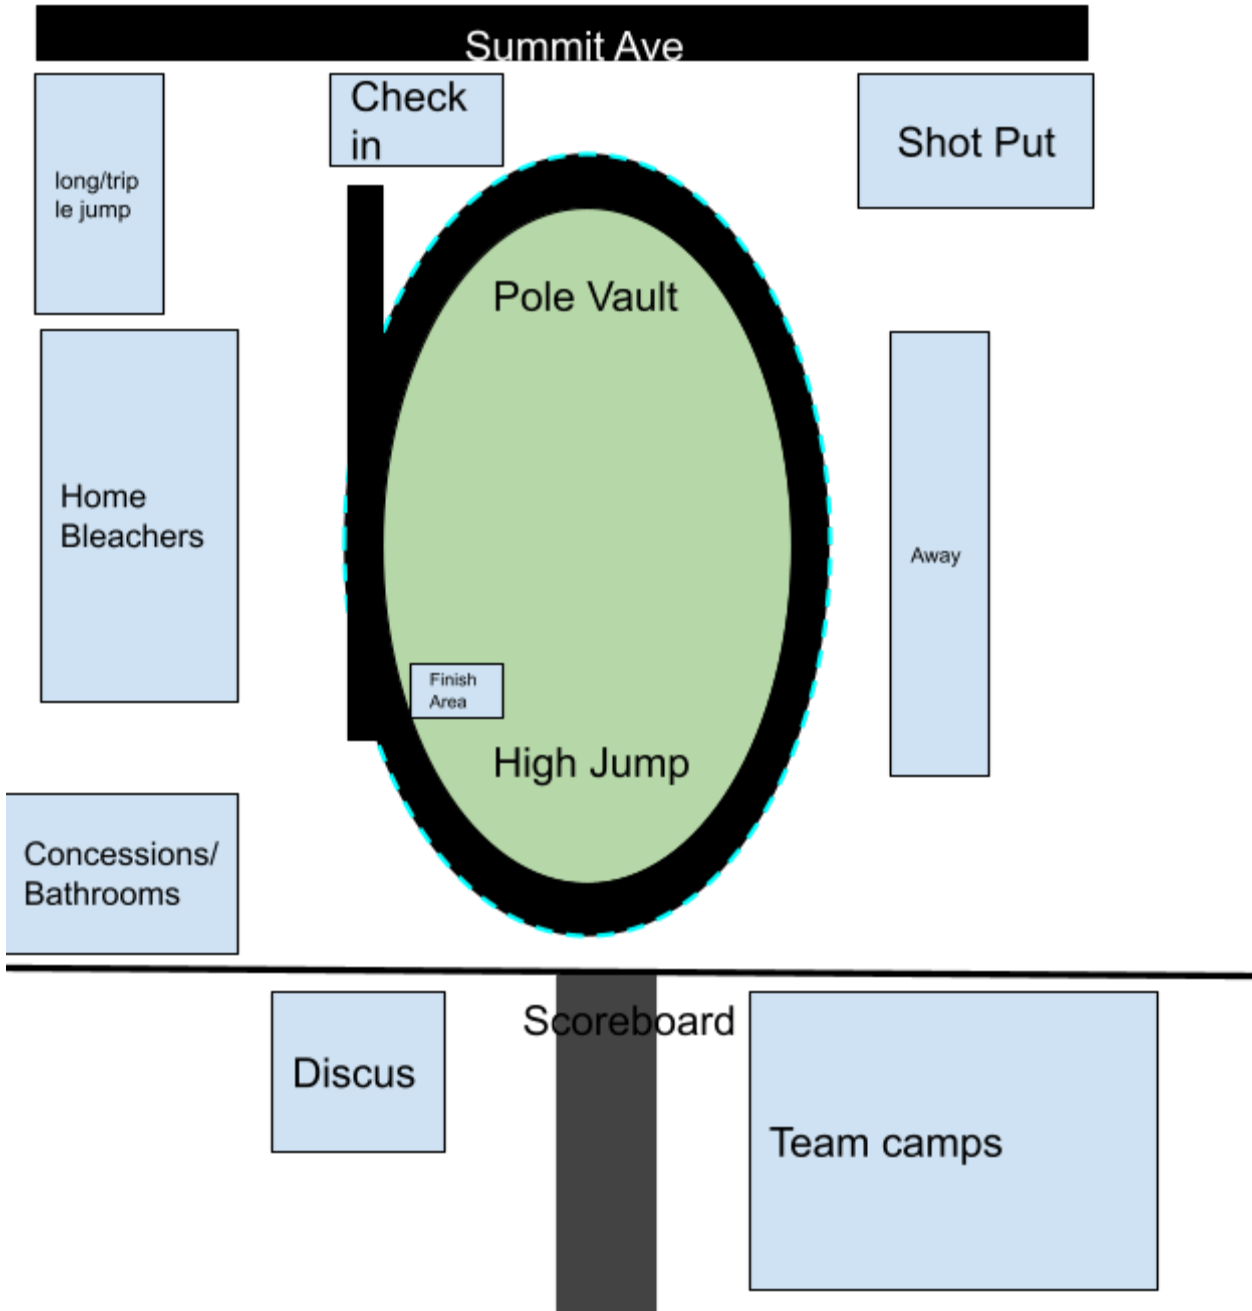 Summit Ave
Check
in
Shot Put
long/trip
le jump
Pole Vault
Home
Bleachers
Away
Finish
Area
High Jump
Concessions/
Bathrooms
Scoreboard
Discus
Team camps